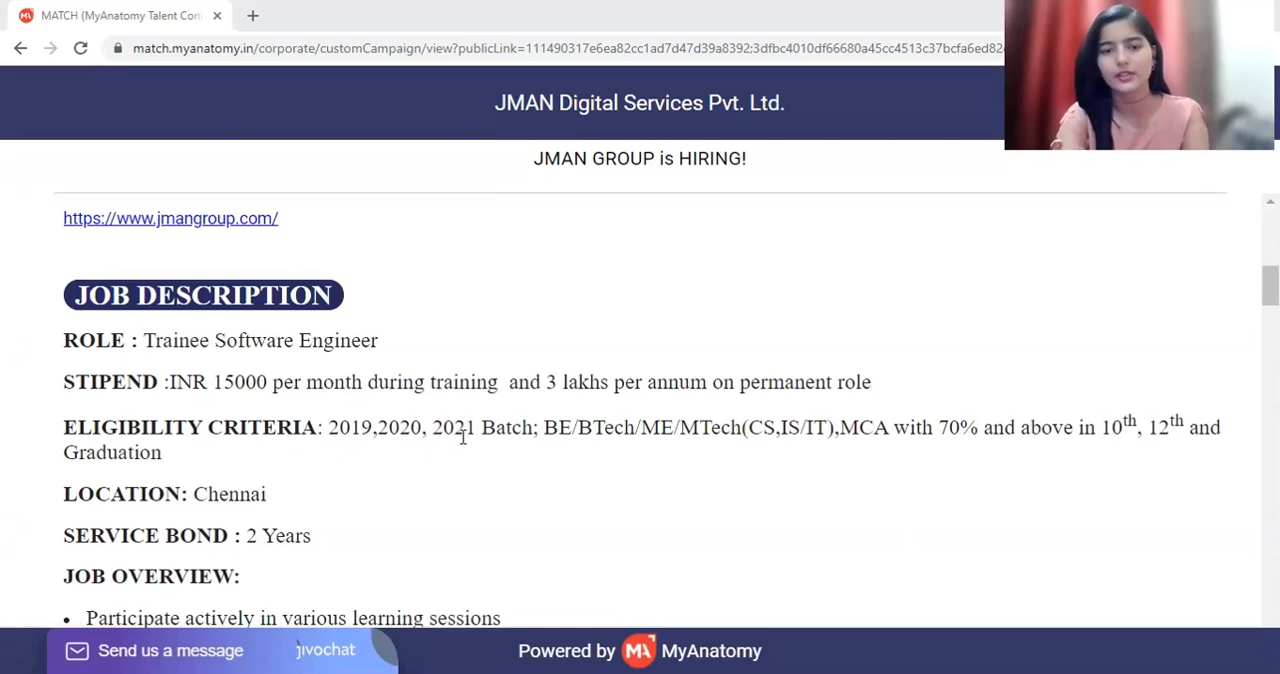 MATCH (MyAnatomy Talent Con
match.myanatomy.in/corporate/customCampaign/view?publicLink=111490317e6ea82cc1ad7d47d39a8392:3dfbc4010df66680a45cc4513c37bcfa6ed82
JMAN Digital Services Pvt. Ltd.
JMAN GROUP is HIRING!
https://www.jmangroup.com/
JOB DESCRIPTION
ROLE : Trainee Software Engineer
STIPEND :INR 15000 per month during training and 3 lakhs per annum on permanent role
ELIGIBILITY CRITERIA: 2019,2020, 2021 Batch; BE/BTech/ME/MTech(CS,IS/IT),MCA with 70% and above in 10th, 12th and
Graduation
LOCATION: Chennai
SERVICE BOND : 2 Years
JOB OVERVIEW:
• Participate actively in various learning sessions
Send us a message jivochat
Powered by MA MyAnatomy